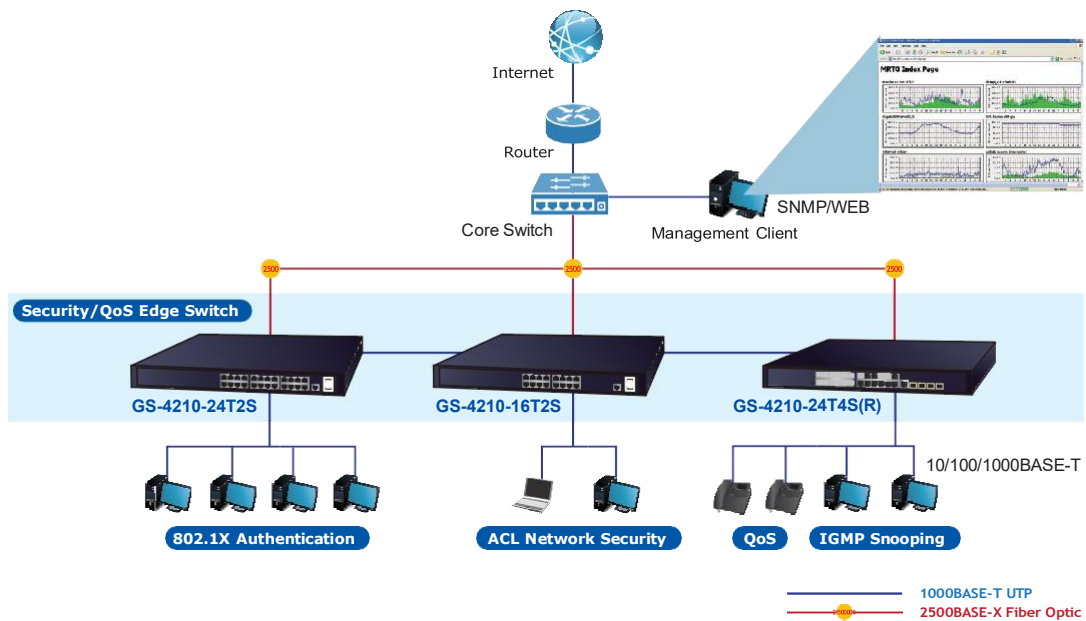 Internet
MRTG Index Page
Router
SNMP/WEB
Core Switch
Management Client
2500
2500
2500
Security/QoS Edge Switch
GS-4210-24T2S
GS-4210-16T2S
GS-4210-24T4S(R)
10/100/1000BASE-T
802.1X Authentication
ACL Network Security
QoS
IGMP Snooping
1000BASE-T UTP
2500BASE-X Fiber Optic